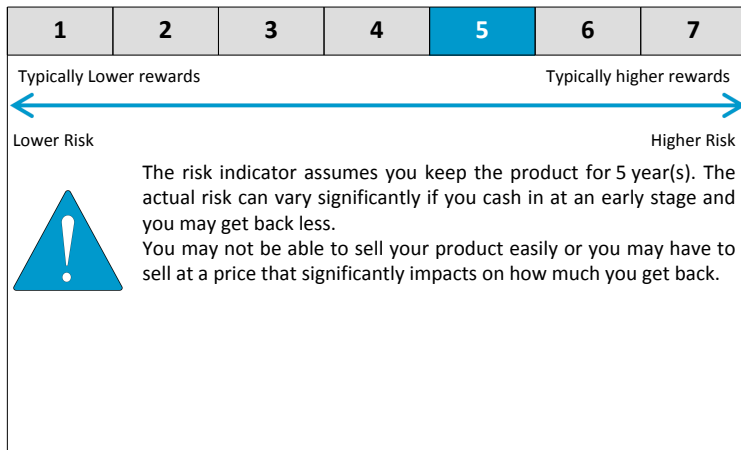 1 2 3 4 5 6 7
Typically Lower rewards Typically higher rewards
Lower Risk Higher Risk
The risk indicator assumes you keep the product for 5 year(s). The
actual risk can vary significantly if you cash in at an early stage and
you may get back less.
You may not be able to sell your product easily or you may have to
sell at a price that significantly impacts on how much you get back.